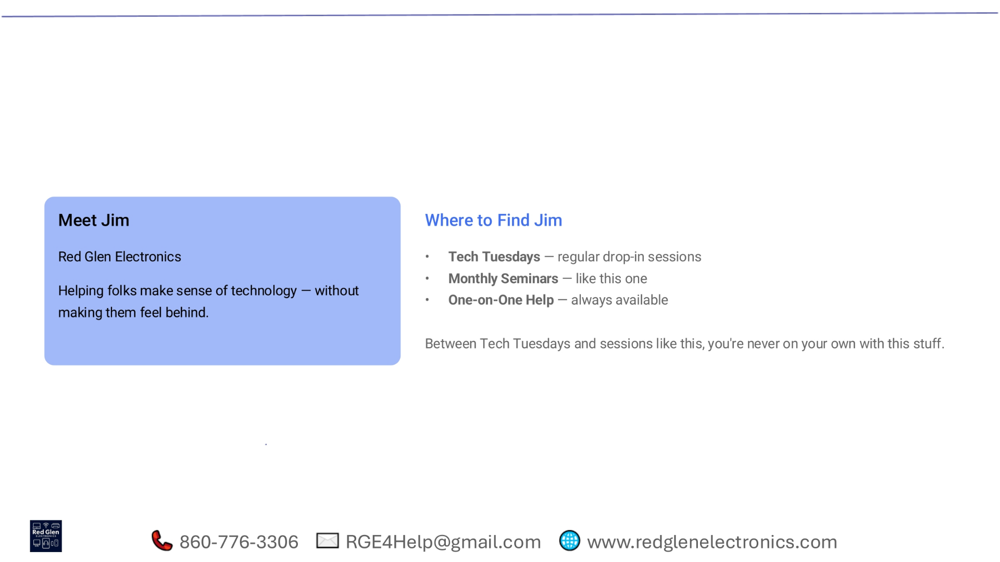 Meet Jim
Red Glen Electronics
Helping folks make sense of technology — without
making them feel behind.
Where to Find Jim
• Tech Tuesdays — regular drop-in sessions
• Monthly Seminars — like this one
• One-on-One Help — always available
Between Tech Tuesdays and sessions like this, you're never on your own with this stuff.
.
Red Glen
ELECTRONICS
860-776-3306 RGE4Help@gmail.com www.redglenelectronics.com